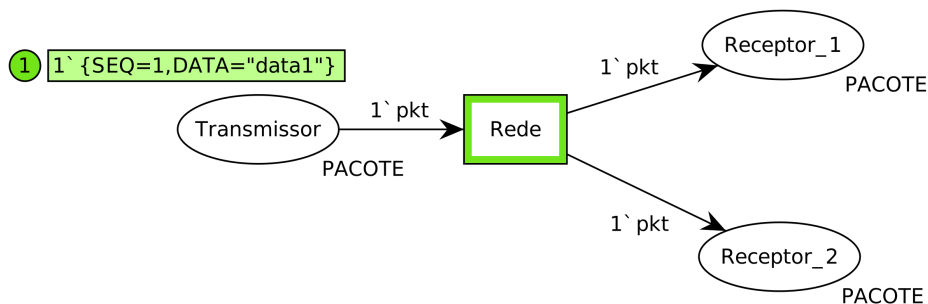 1 1`{SEQ=1,DATA="data1"}
Transmissor
PACOTE
1`pkt
Rede
1`pkt
Receptor_1
PACOTE
1`pkt
Receptor_2
PACOTE